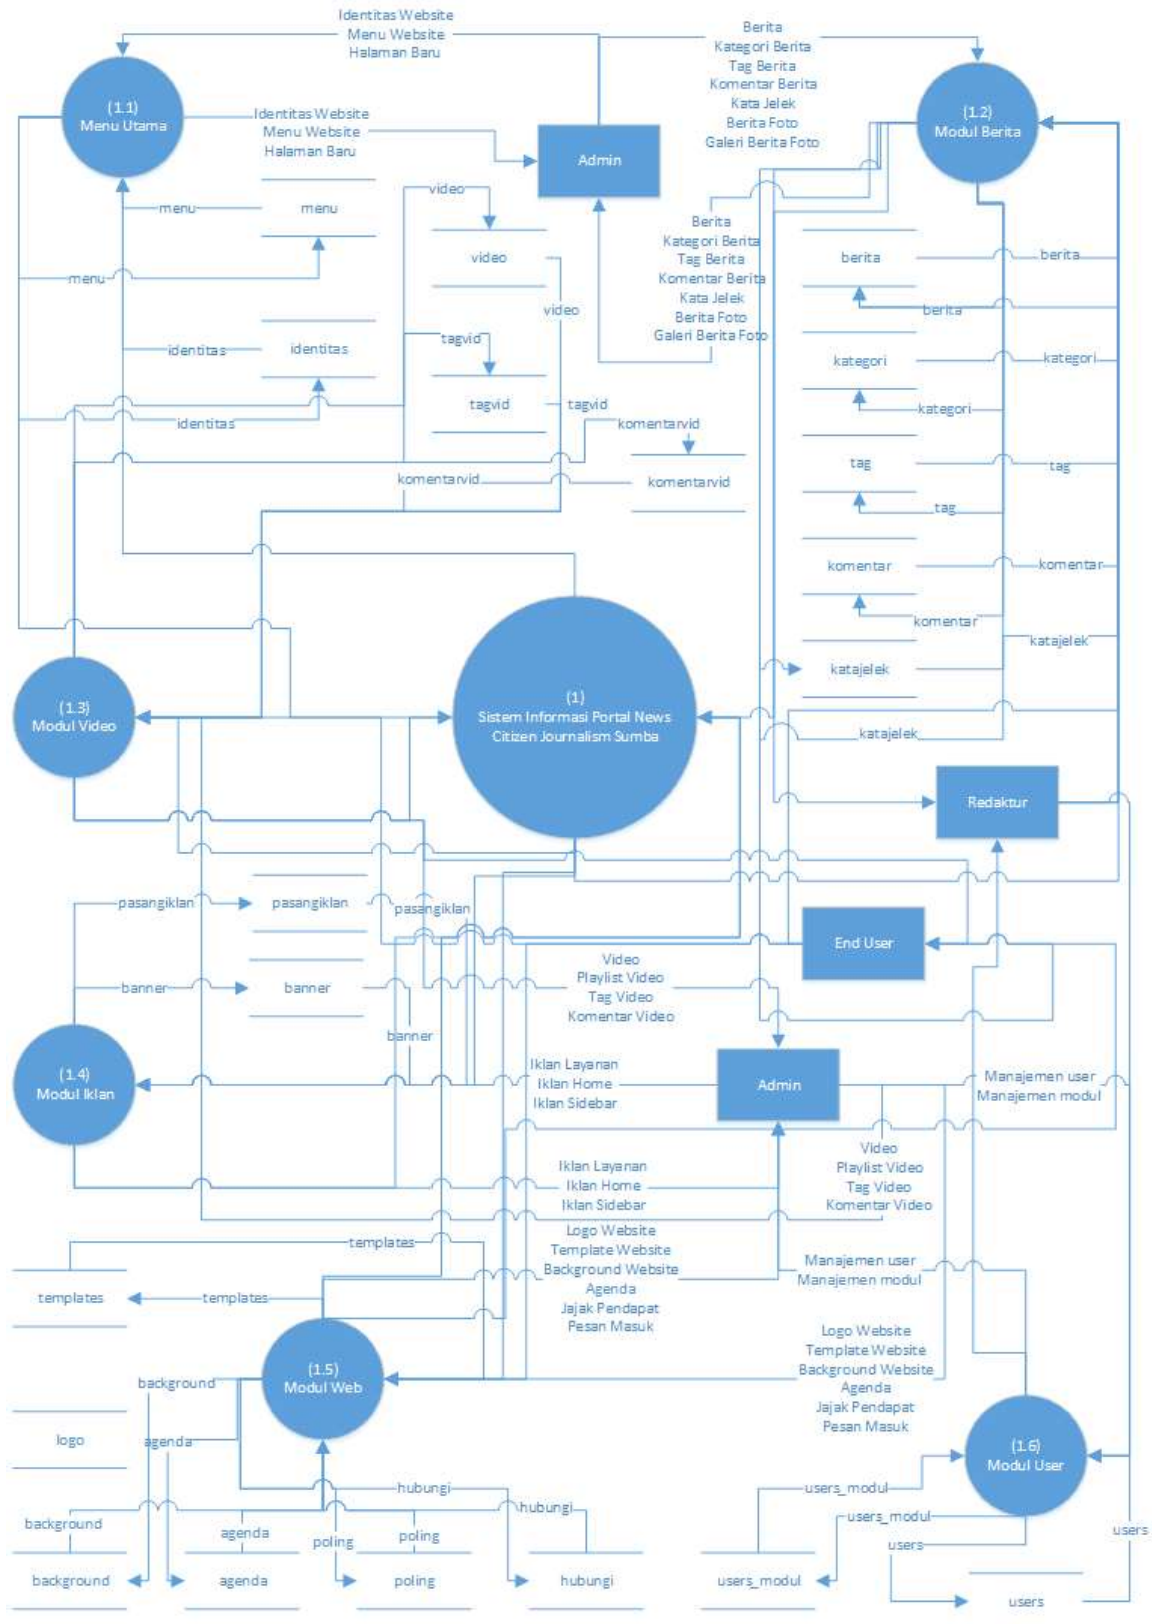 Identitas Website
Menu Website
Halaman Baru
Berita
Kategori Berita
Tag Berita
Komentar Berita
Kata Jelek
Berita Foto
Galeri Berita Foto
(1.1)
Menu Utama
Identitas Website
Menu Website
Halaman Baru
Admin
(1.2)
Modul Berita
menu
menu
menu
video
video
video
Berita
Kategori Berita
Tag Berita
Komentar Berita
Kata Jelek
Berita Foto
Galeri Berita Foto
berita
berita
berita
identitas
identitas
identitas
tagvid
tagvid
tagvid
kategori
kategori
kategori
komentarvid
komentarvid
komentarvid
tag
tag
tag
komentar
komentar
komentar
katajelek
katajelek
katajelek
(1.3)
Modul Video
(1)
Sistem Informasi Portal News
Citizen Journalism Sumba
Redaktur
pasangiklan
pasangiklan
pasangiklan
End User
banner
banner
banner
Video
Playlist Video
Tag Video
Komentar Video
(1.4)
Modul Iklan
Iklan Layanan
Iklan Home
Iklan Sidebar
Admin
Manajemen user
Manajemen modul
Iklan Layanan
Iklan Home
Iklan Sidebar
Video
Playlist Video
Tag Video
Komentar Video
templates
templates
templates
Logo Website
Template Website
Background Website
Agenda
Jajak Pendapat
Pesan Masuk
Manajemen user
Manajemen modul
(1.5)
Modul Web
Logo Website
Template Website
Background Website
Agenda
Jajak Pendapat
Pesan Masuk
background
logo
agenda
(1.6)
Modul User
hubungi
hubungi
users_modul
users_modul
background
agenda
poling
poling
users
users
background
agenda
poling
hubungi
users_modul
users